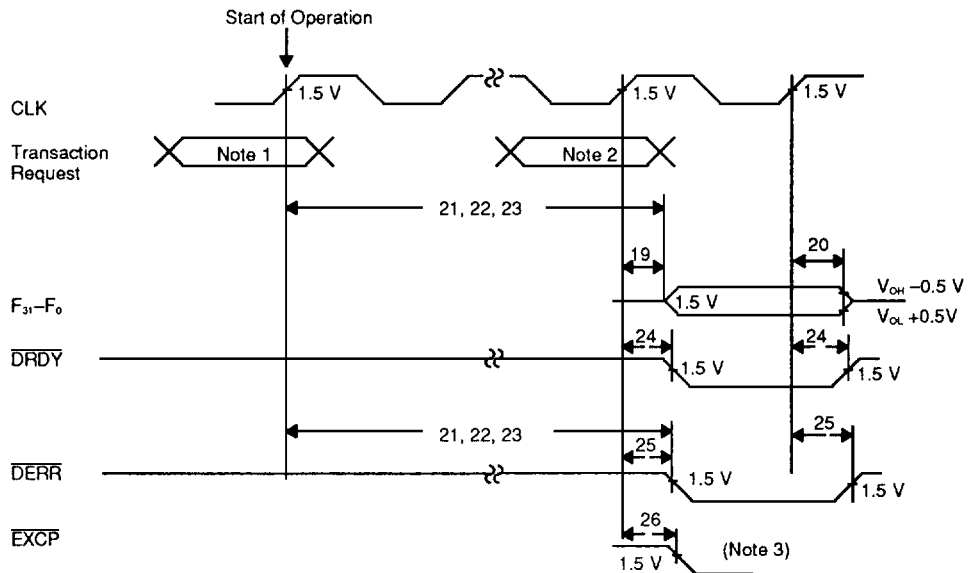 Start of Operation
CLK
1.5 V
1.5 V
1.5 V
Transaction
Request
Note 1
Note 2
21, 22, 23
19
20
F₃₁–F₀
1.5 V
V_OH –0.5 V
V_OL +0.5V
24
24
DRDY
1.5 V
1.5 V
21, 22, 23
25
25
DERR
1.5 V
1.5 V
26
EXCP
1.5 V
(Note 3)